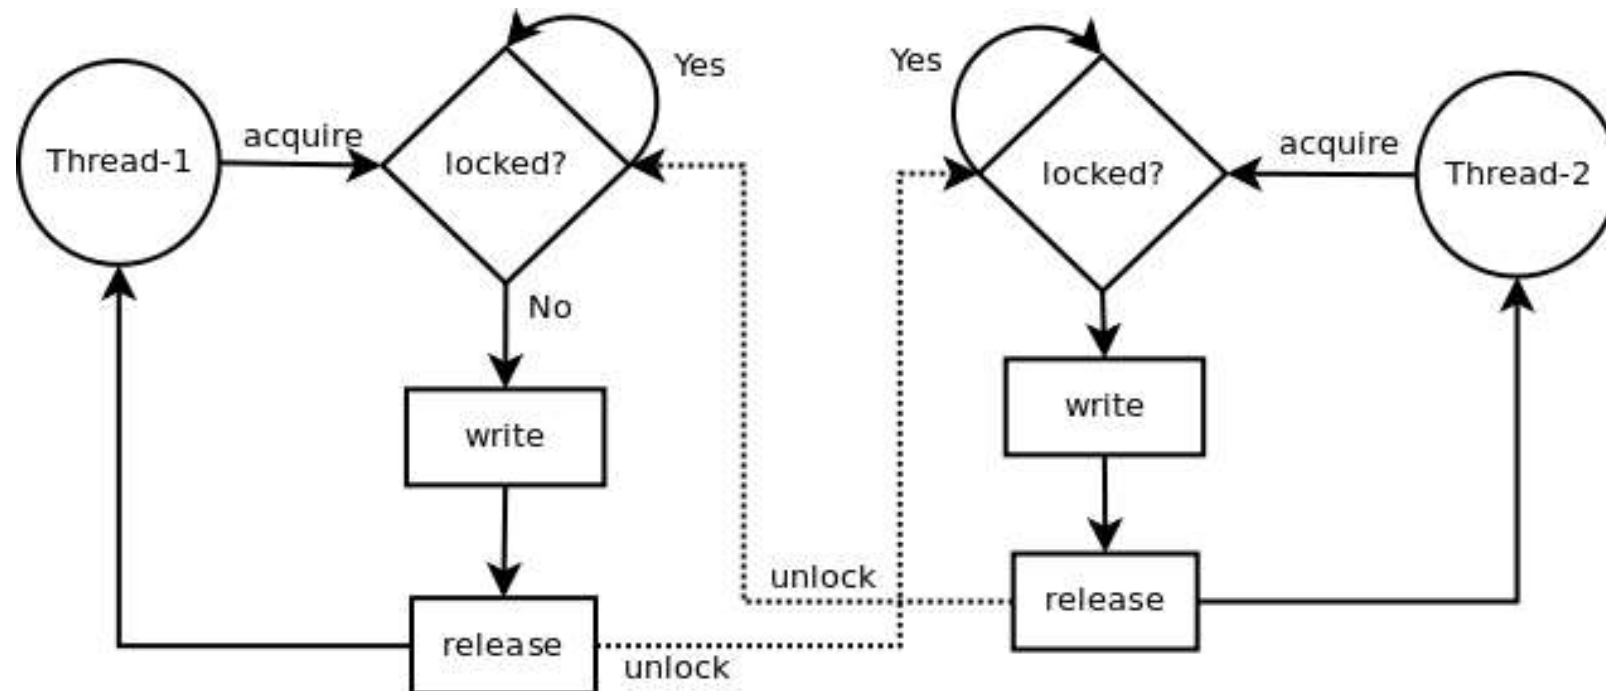 Thread-1
acquire
locked?
Yes
No
write
release
unlock
Yes
locked?
acquire
Thread-2
write
unlock
release